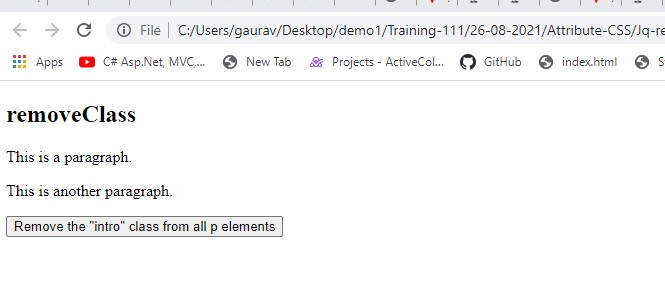 File C:/Users/gaurav/Desktop/demo1/Training-111/26-08-2021/Attribute-CSS/Jq-re
Apps C# Asp.Net, MVC,... New Tab Projects - ActiveCol... GitHub index.html
removeClass
This is a paragraph.
This is another paragraph.
Remove the "intro" class from all p elements